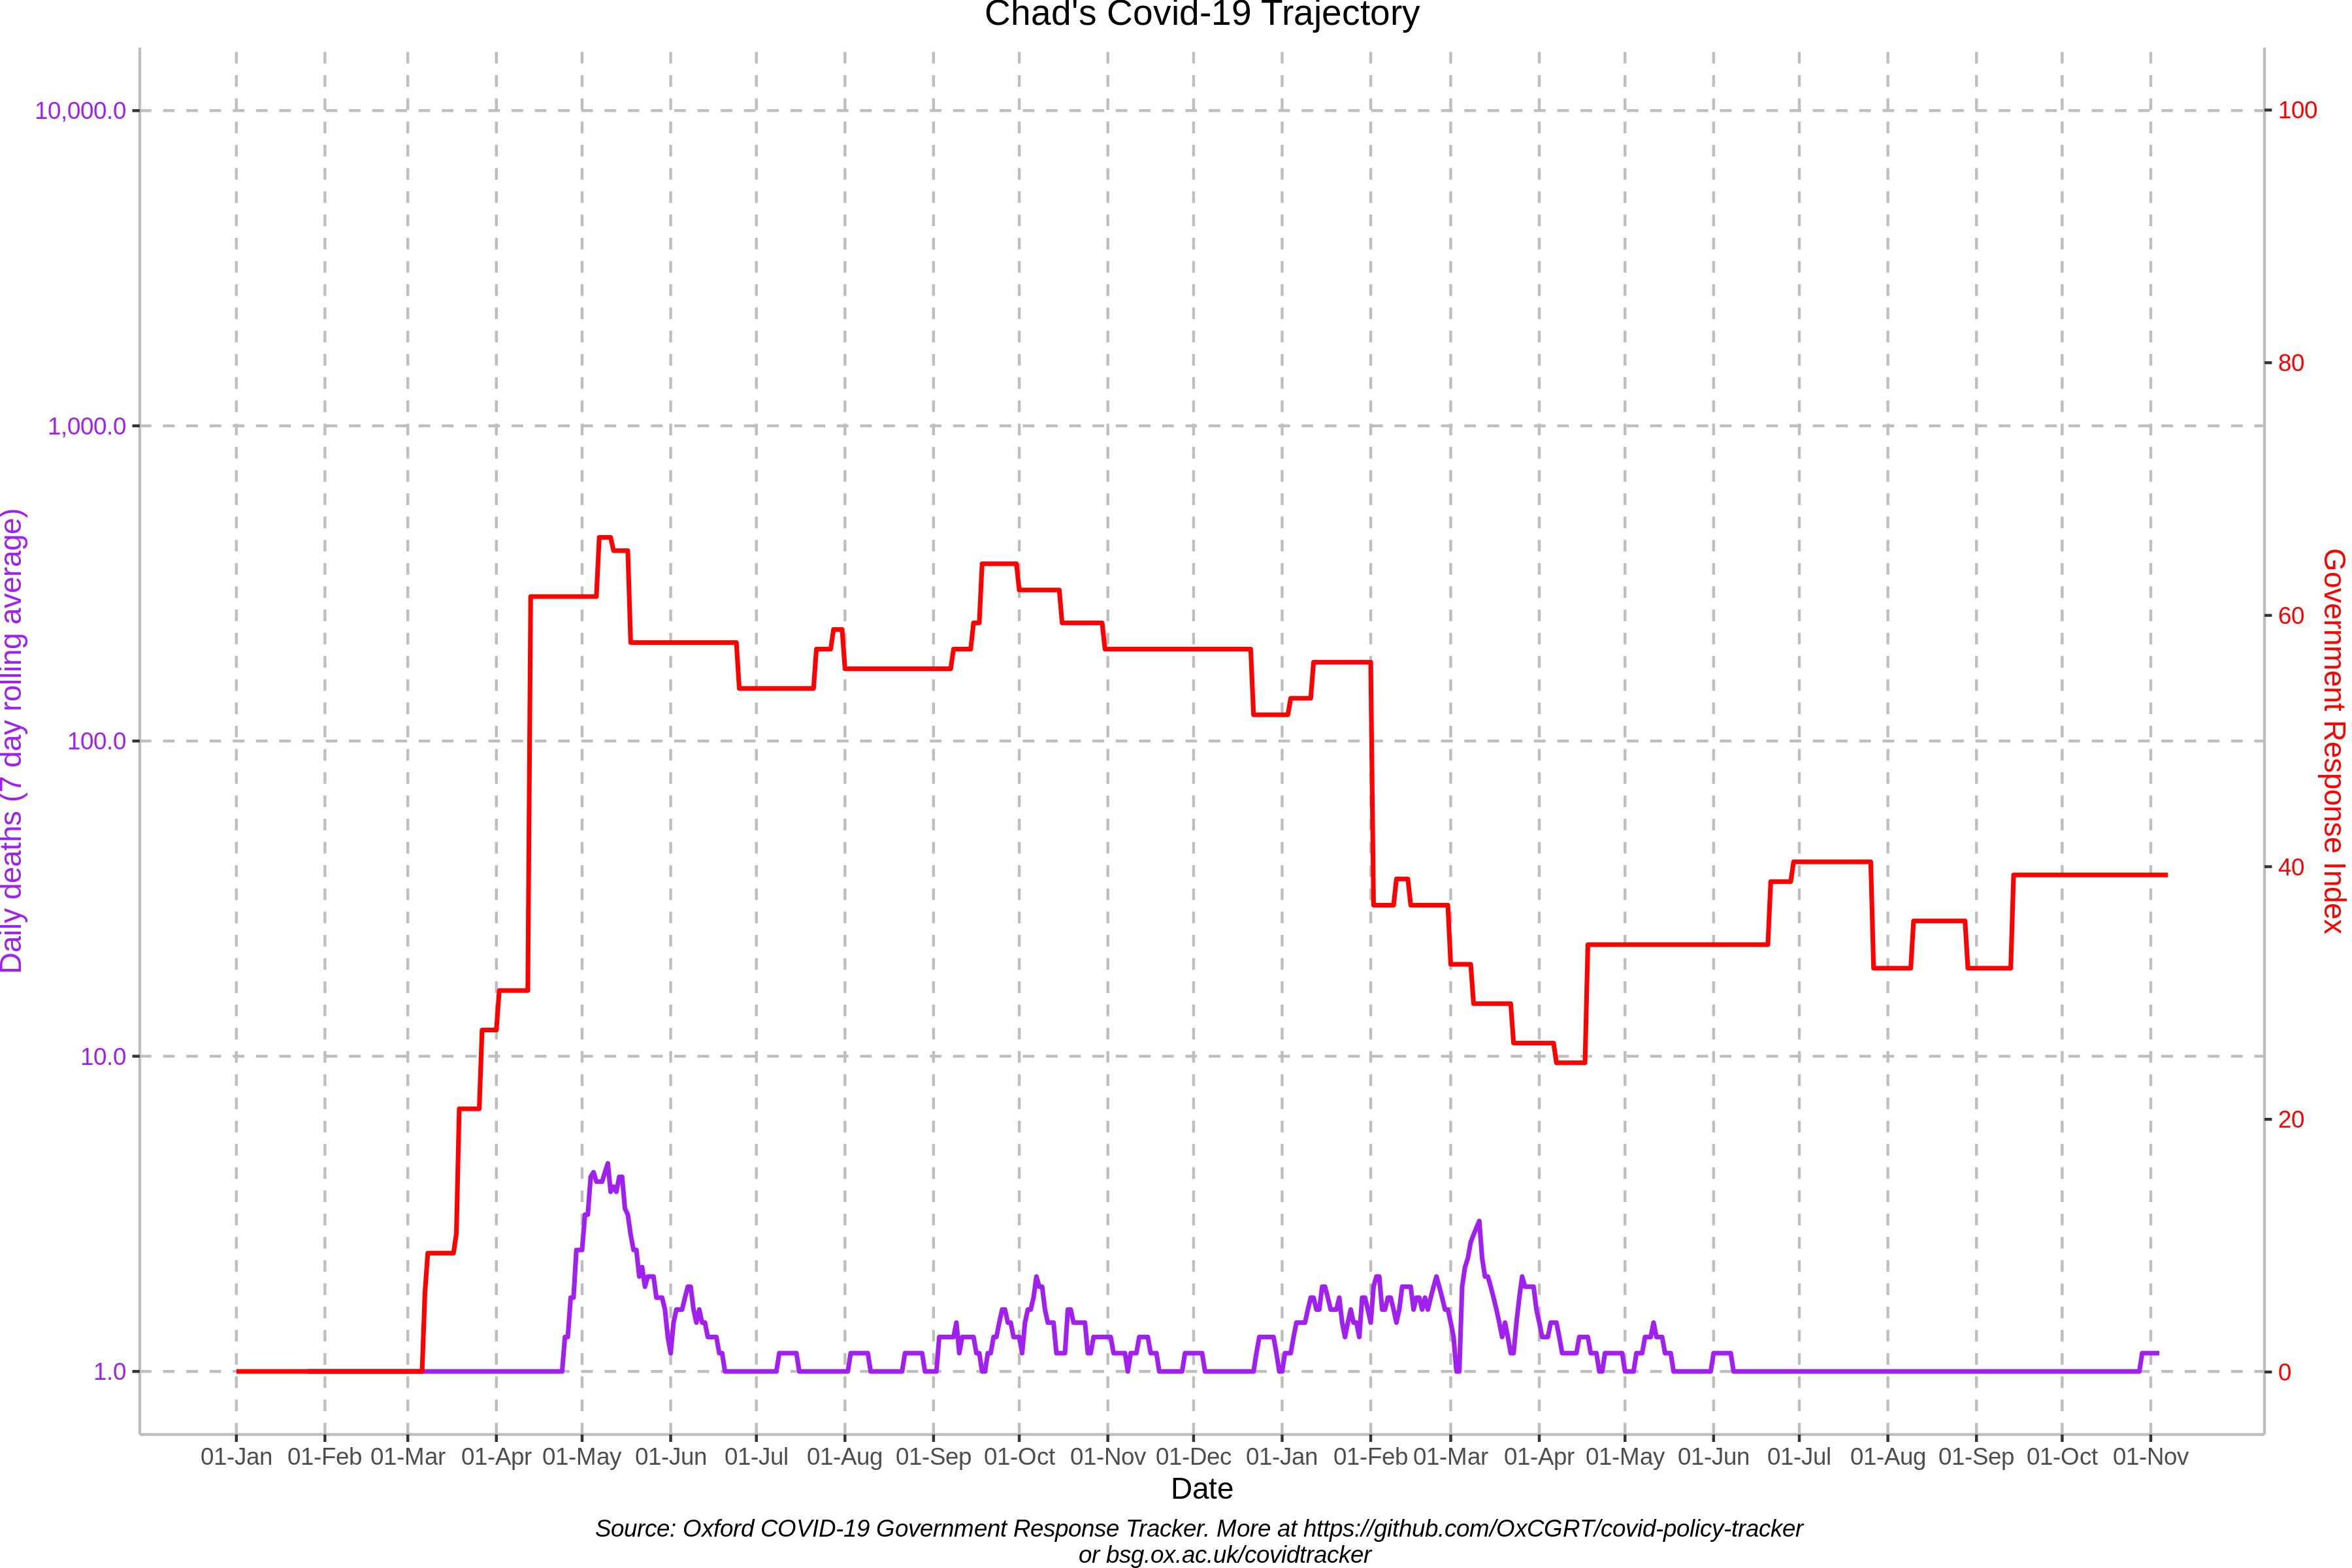 Chad's Covid-19 Trajectory
Daily deaths (7 day rolling average)
10,000.0
1,000.0
100.0
10.0
1.0
100
80
60
40
20
0
Government Response Index
01-Jan 01-Feb 01-Mar 01-Apr 01-May 01-Jun 01-Jul 01-Aug 01-Sep 01-Oct 01-Nov 01-Dec 01-Jan 01-Feb 01-Mar 01-Apr 01-May 01-Jun 01-Jul 01-Aug 01-Sep 01-Oct 01-Nov
Date
Source: Oxford COVID-19 Government Response Tracker. More at https://github.com/OxCGRT/covid-policy-tracker
or bsg.ox.ac.uk/covidtracker